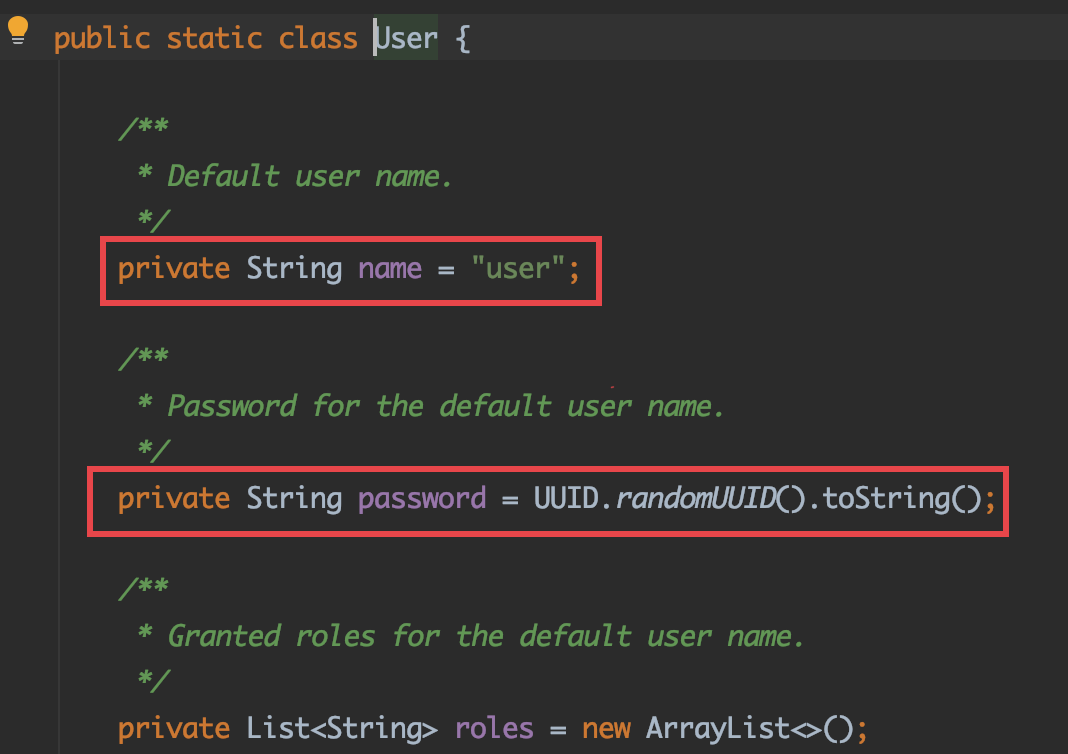 public static class User {
/**
* Default user name.
*/
private String name = "user";
/**
* Password for the default user name.
*/
private String password = UUID.randomUUID().toString();
/**
* Granted roles for the default user name.
*/
private List<String> roles = new ArrayList<>();